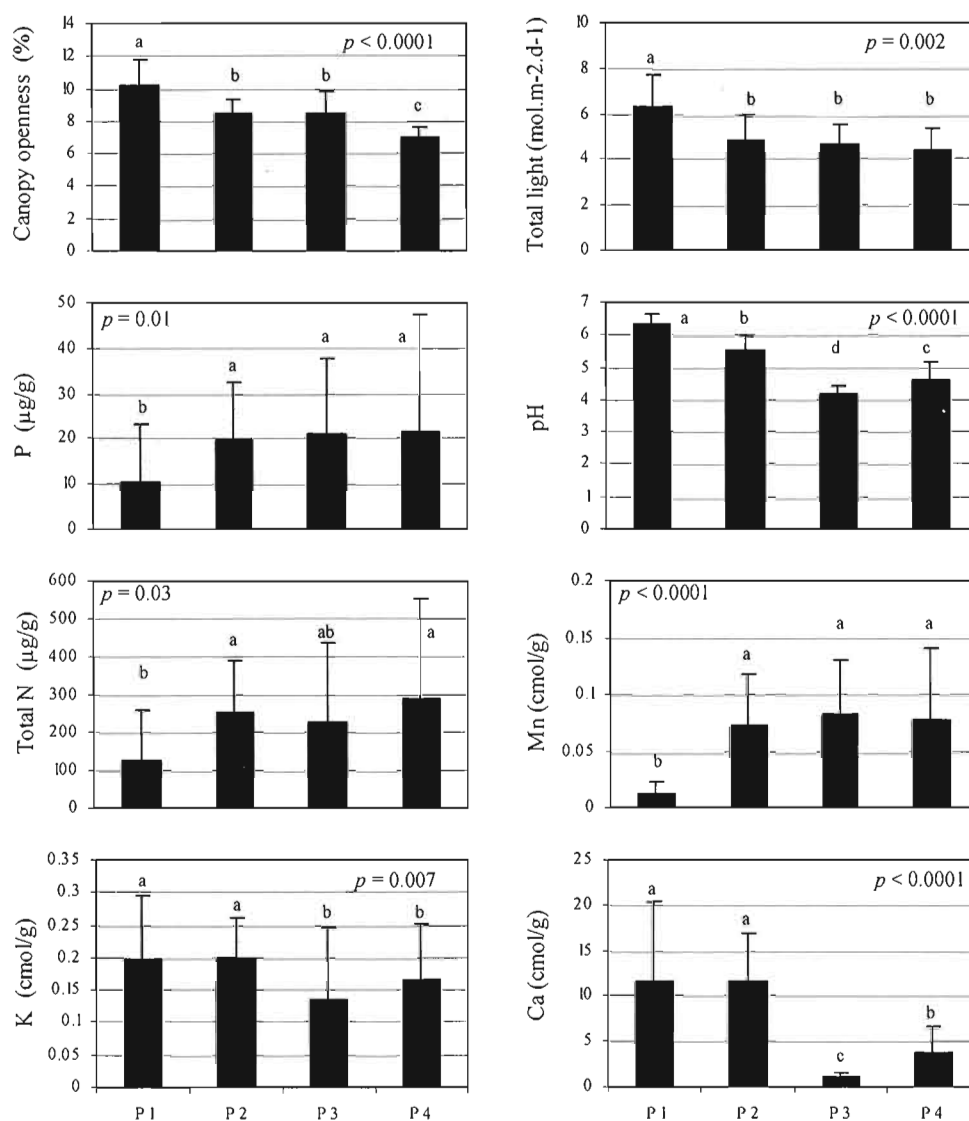 Canopy openness (%)
14
12
10
8
6
4
2
0
a
b
b
c
p < 0.0001
Total light (mol.m-2.d-1)
10
8
6
4
2
0
a
b
b
b
p = 0.002
P (µg/g)
50
40
30
20
10
0
p = 0.01
b
a
a
a
pH
7
6
5
4
3
2
1
0
a
b
d
c
p < 0.0001
Total N (µg/g)
600
500
400
300
200
100
0
p = 0.03
b
a
ab
a
Mn (cmol/g)
0.2
0.15
0.1
0.05
0
p < 0.0001
b
a
a
a
K (cmol/g)
0.35
0.3
0.25
0.2
0.15
0.1
0.05
0
a
a
b
b
p = 0.007
P 1 P 2 P 3 P 4
Ca (cmol/g)
25
20
15
10
5
0
a
a
c
b
p < 0.0001
P 1 P 2 P 3 P 4